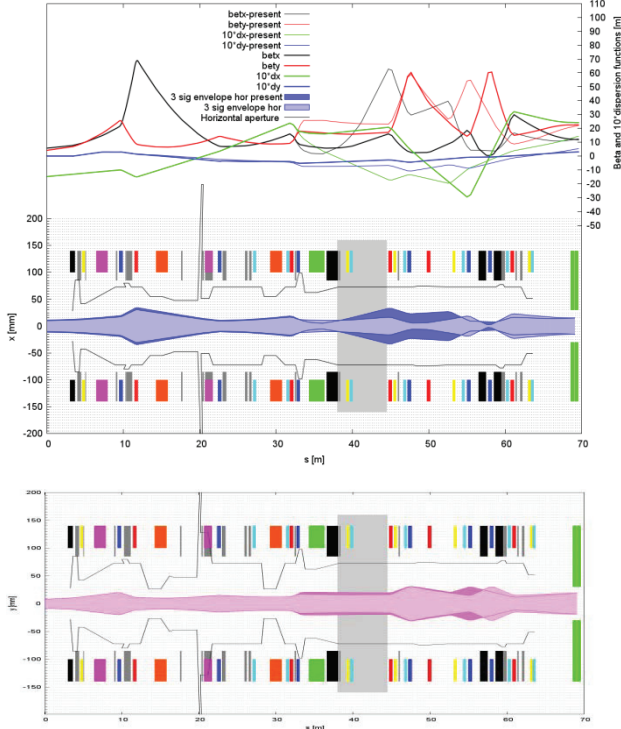 betx-present
bety-present
10*dx-present
10*dy-present
betx
bety
10*dx
10*dy
3 sig envelope hor present
3 sig envelope hor
Horizontal aperture
110
100
90
80
70
60
50
40
30
20
10
0
-10
-20
-30
-40
-50
Beta and 10* dispersion functions [m]
200
150
100
50
0
-50
-100
-150
-200
x [mm]
0 10 20 30 40 50 60 70
s [m]
200
150
100
50
0
-50
-100
-150
y [mm]
0 10 20 30 40 50 60 70
s [m]